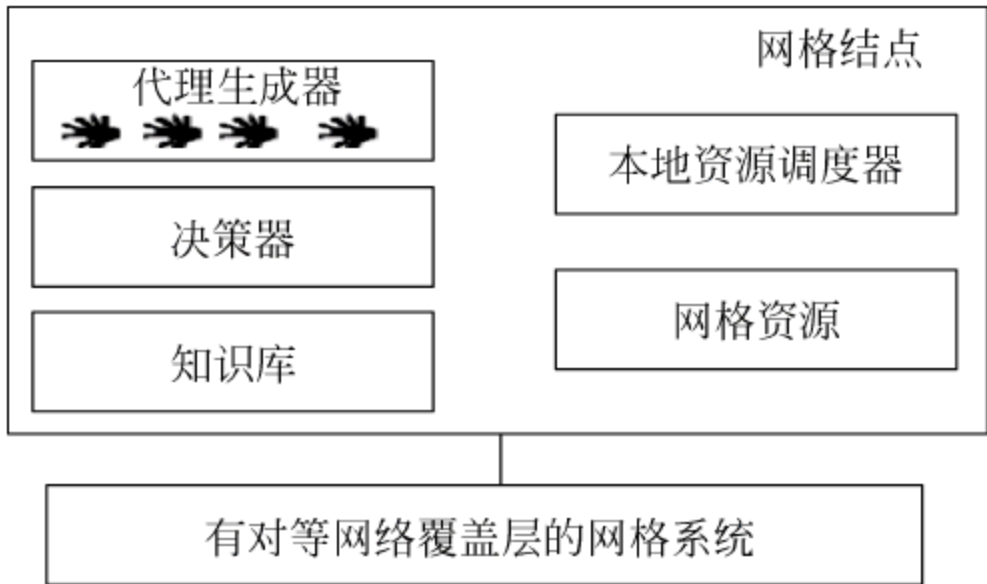 网格结点
代理生成器
决策器
知识库
本地资源调度器
网格资源
有对等网络覆盖层的网格系统